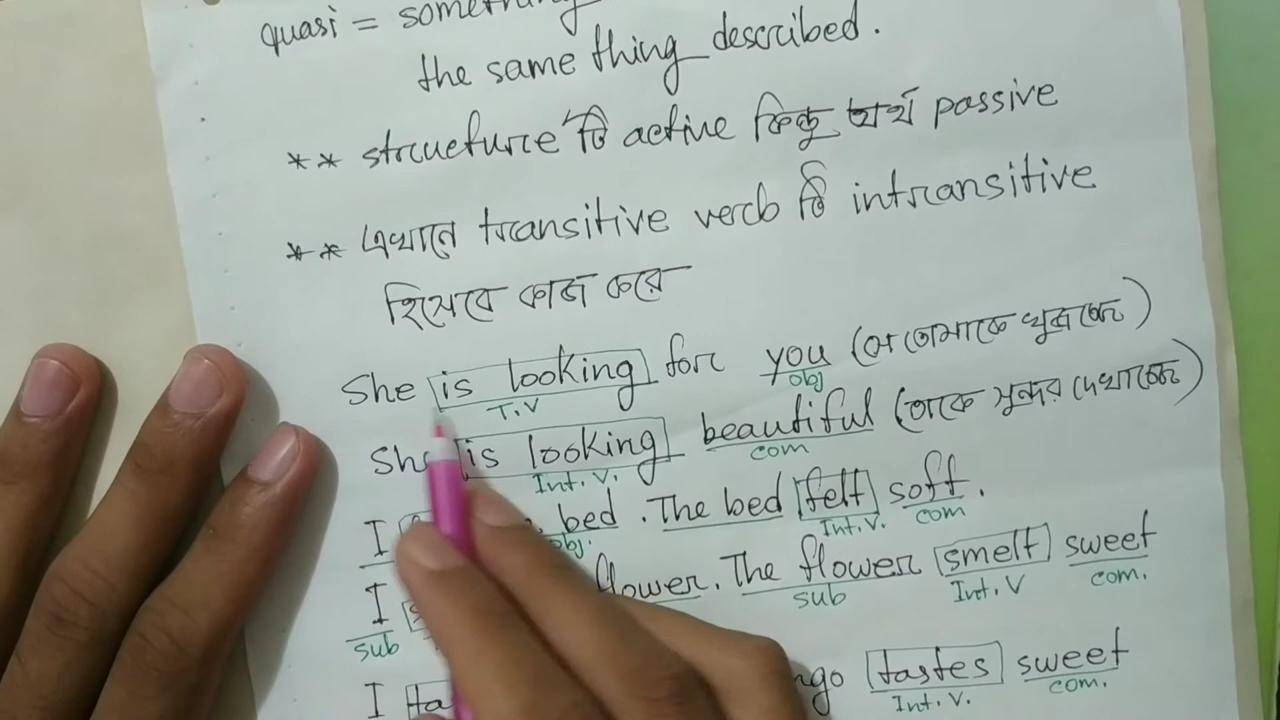 quasi = something
the same thing described.
** structure টি active কিন্তু অর্থ passive
** এখানে transitive verb টি intransitive
হিসেবে কাজ করে
She is looking for you (সে তোমাকে খুজছে)
T.V obj
She is looking beautiful (তাকে সুন্দর দেখাচ্ছে)
Int. V. com
I bed. The bed felt soft.
obj. Int. V. com
I flower. The flower smelt sweet
sub sub Int. V com.
I ta tastes sweet
Int. V. com.